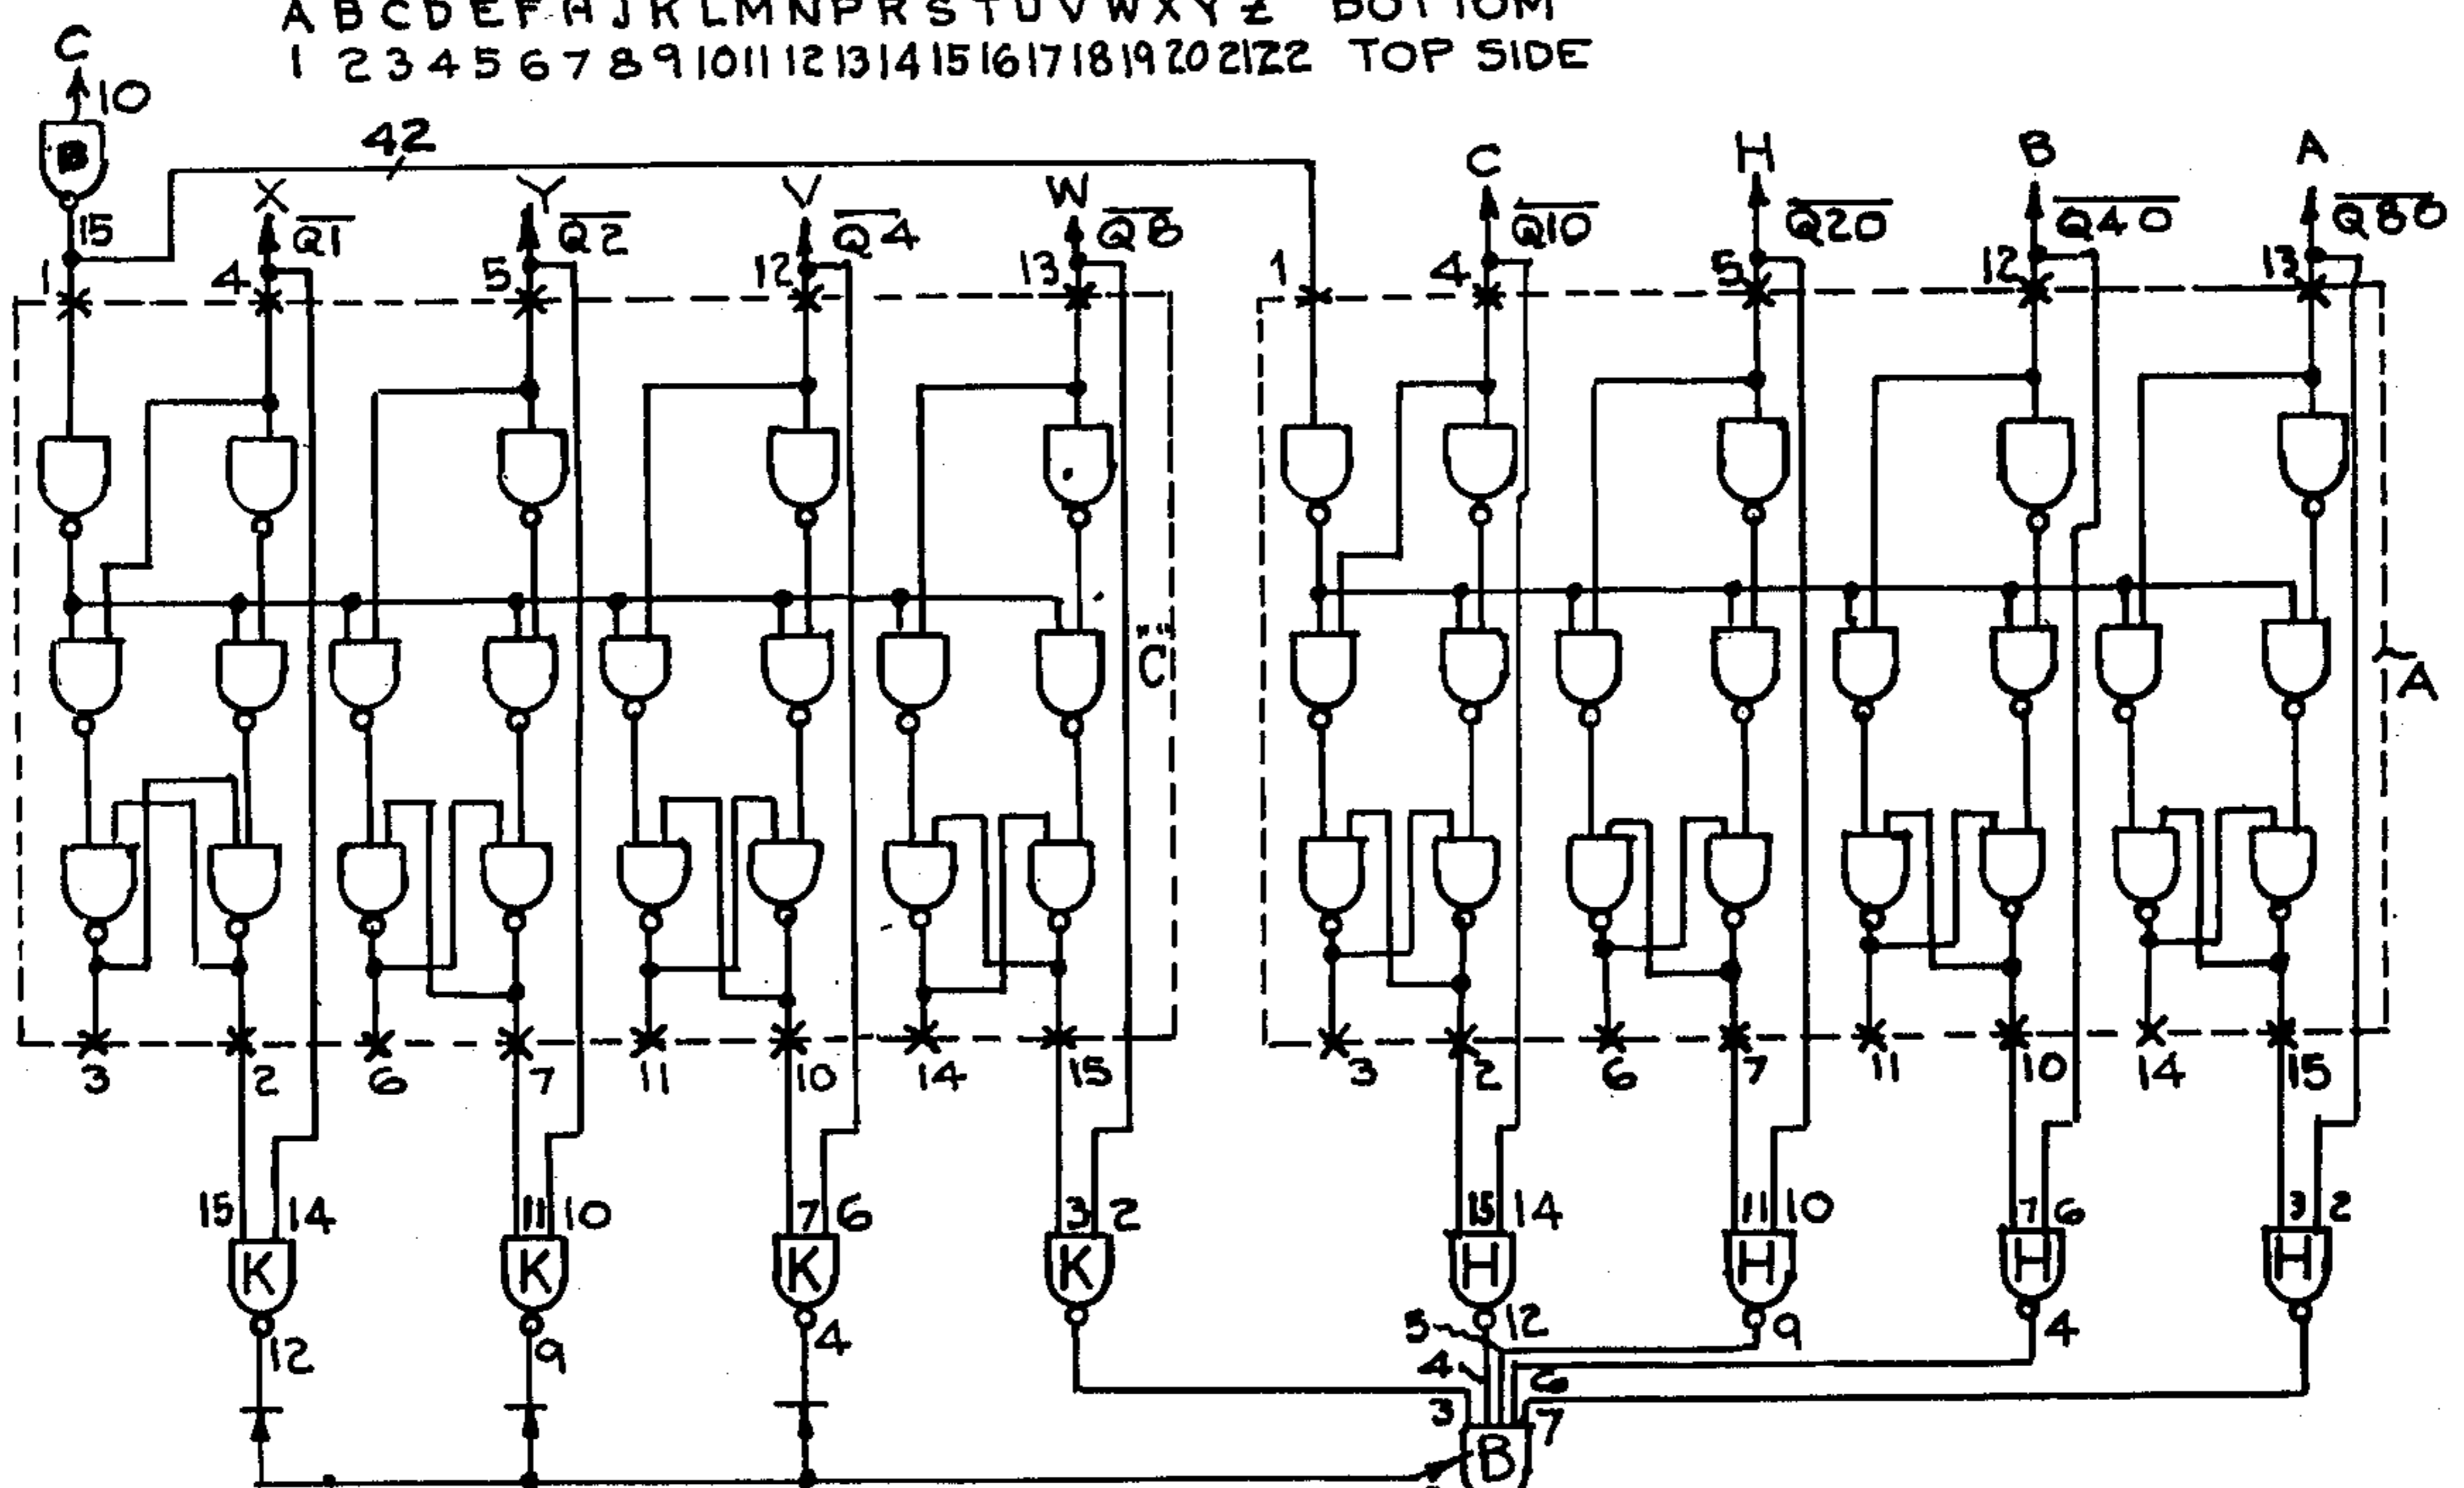 A B C D E F H J K L M N P R S T U V W X Y Z BOTTOM
1 2 3 4 5 6 7 8 9 10 11 12 13 14 15 16 17 18 19 20 21 22 TOP SIDE
C
10
B
42
15
X Q1
Y Q2
V Q4
W Q8
C Q10
H Q20
B Q40
A Q80
1 4 5 12 13
1 4 5 12 13
"C"
A
3 2 6 7 11 10 14 15
3 2 6 7 11 10 14 15
15 14 11 10 7 6 3 2
15 14 11 10 7 6 3 2
K K K K
H H H H
12 9 4
5 12 9 4
4 6
3 7
B